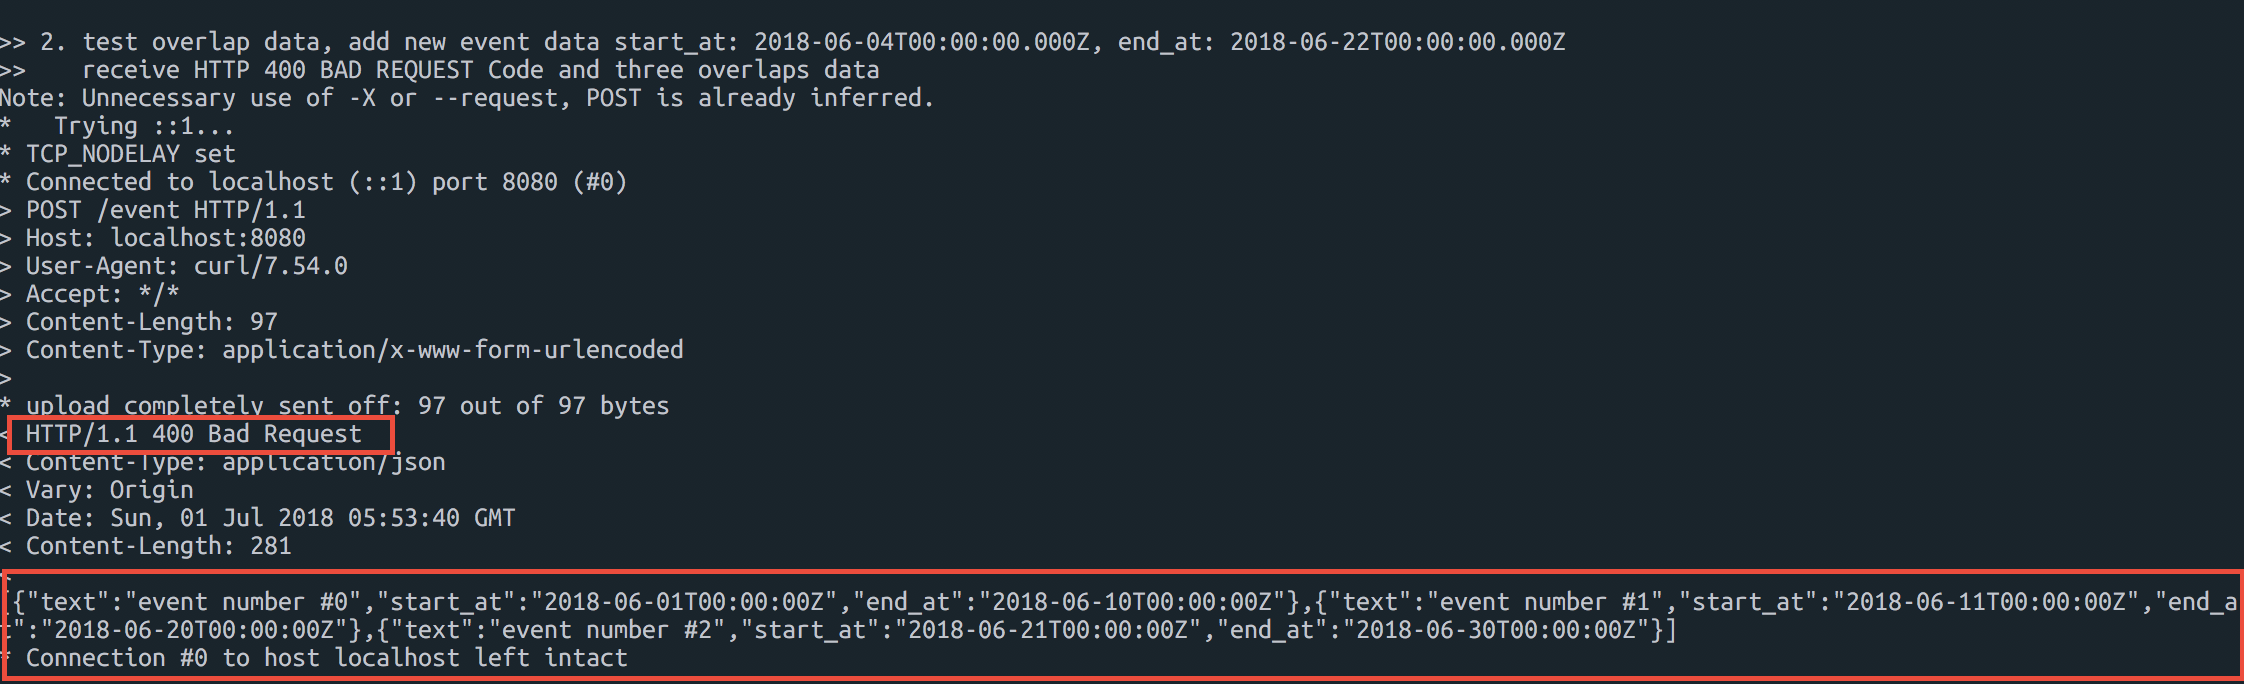 >> 2. test overlap data, add new event data start_at: 2018-06-04T00:00:00.000Z, end_at: 2018-06-22T00:00:00.000Z
>>    receive HTTP 400 BAD REQUEST Code and three overlaps data
Note: Unnecessary use of -X or --request, POST is already inferred.
*   Trying ::1...
* TCP_NODELAY set
* Connected to localhost (::1) port 8080 (#0)
> POST /event HTTP/1.1
> Host: localhost:8080
> User-Agent: curl/7.54.0
> Accept: */*
> Content-Length: 97
> Content-Type: application/x-www-form-urlencoded
>
* upload completely sent off: 97 out of 97 bytes
< HTTP/1.1 400 Bad Request
< Content-Type: application/json
< Vary: Origin
< Date: Sun, 01 Jul 2018 05:53:40 GMT
< Content-Length: 281
<
[{"text":"event number #0","start_at":"2018-06-01T00:00:00Z","end_at":"2018-06-10T00:00:00Z"},{"text":"event number #1","start_at":"2018-06-11T00:00:00Z","end_a
t":"2018-06-20T00:00:00Z"},{"text":"event number #2","start_at":"2018-06-21T00:00:00Z","end_at":"2018-06-30T00:00:00Z"}]
* Connection #0 to host localhost left intact